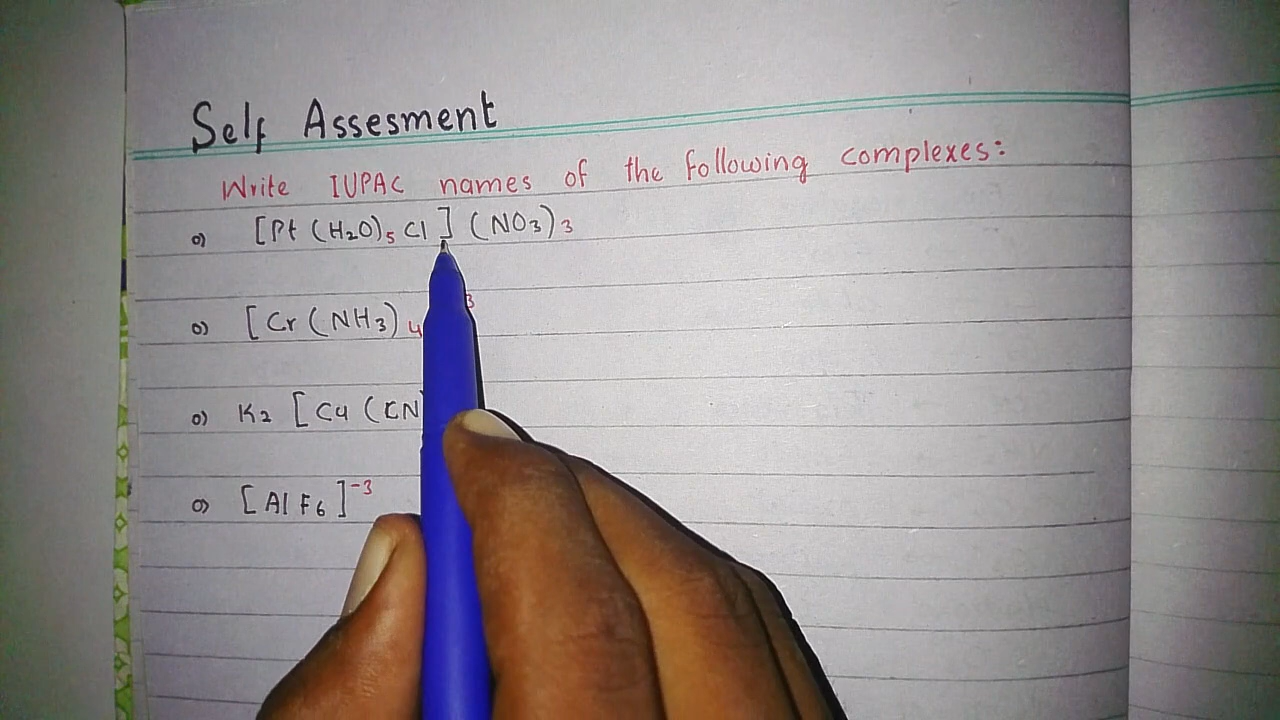 Self Assesment
Write IUPAC names of the following complexes:
o) [Pt (H2O)5 Cl ] (NO3)3
o) [Cr (NH3) 4 3
o) K2 [Cu (CN
o) [Al F6 ]-3